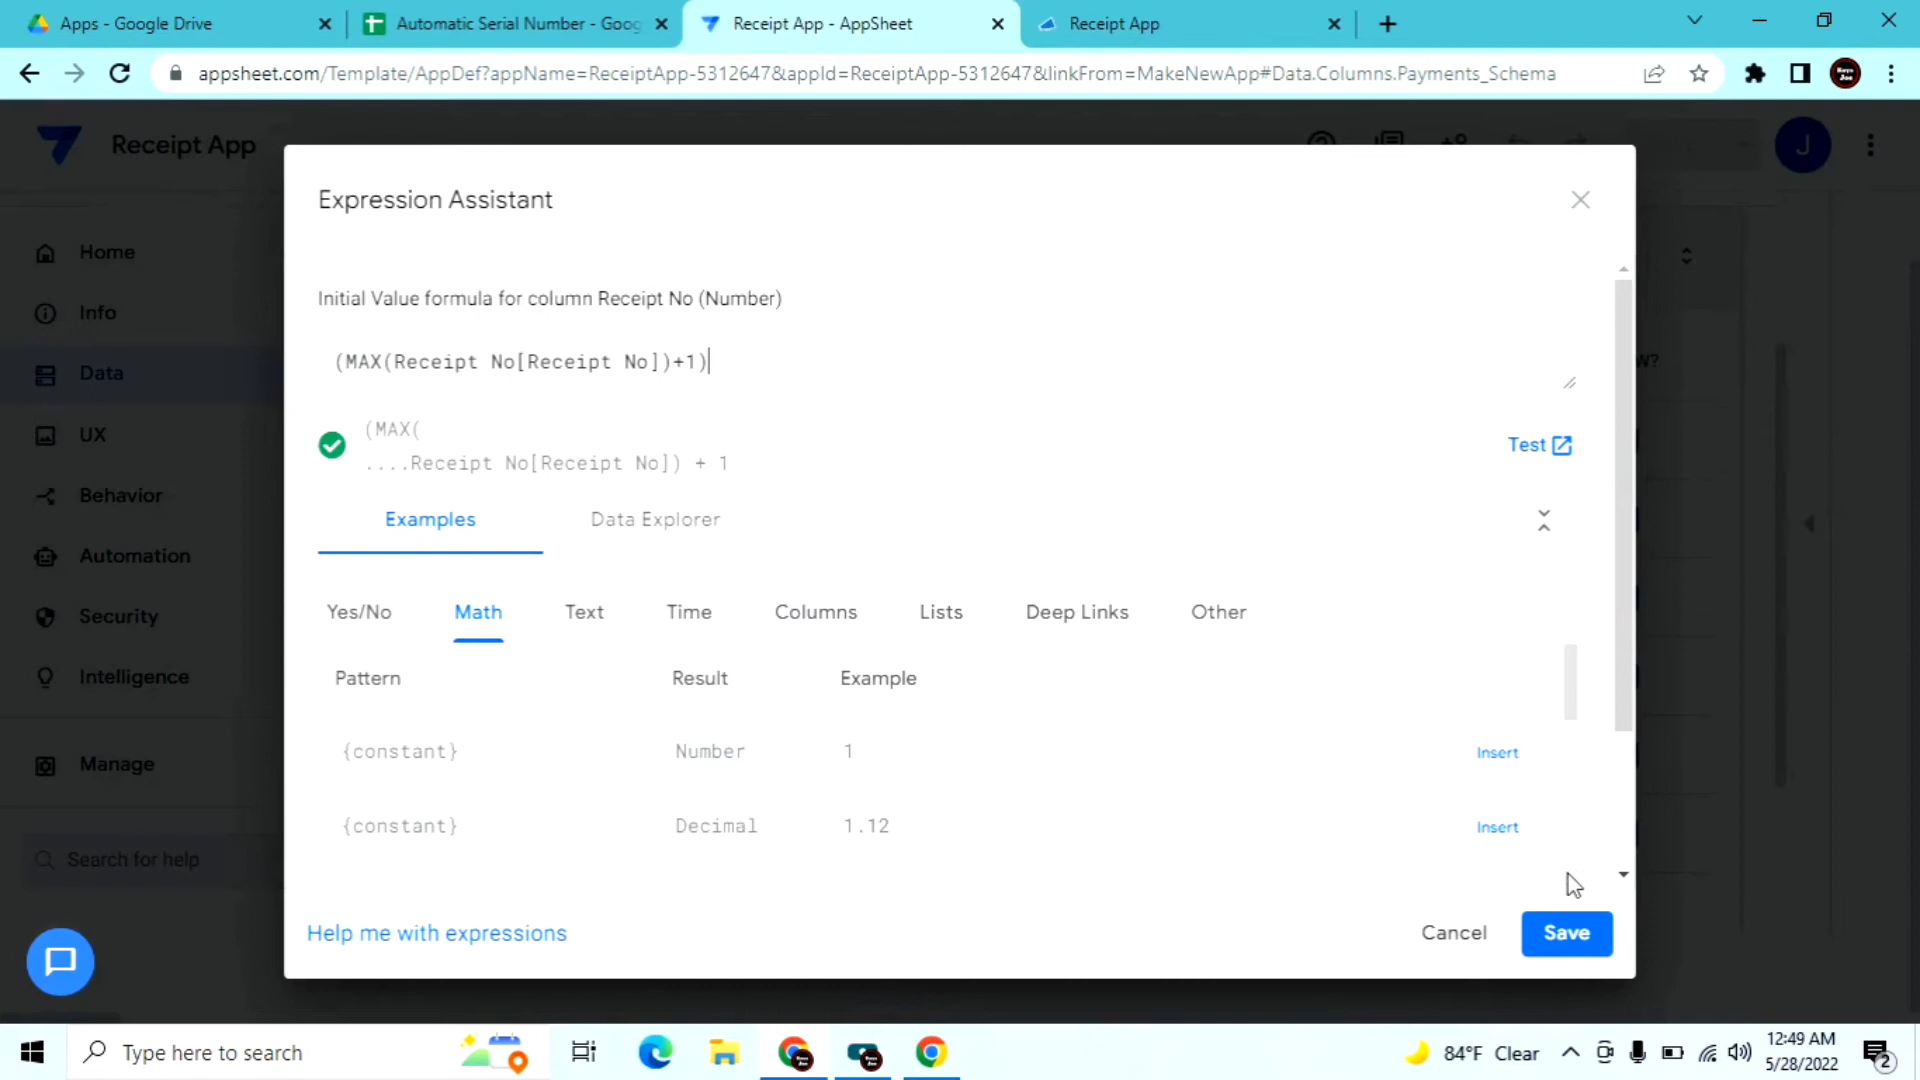 Apps - Google Drive
Automatic Serial Number - Goog
Receipt App - AppSheet
Receipt App
appsheet.com/Template/AppDef?appName=ReceiptApp-5312647&appId=ReceiptApp-5312647&linkFrom=MakeNewApp#Data.Columns.Payments_Schema
Receipt App
J
Expression Assistant
Home
Info
Data
UX
Behavior
Automation
Security
Intelligence
Manage
Search for help
Initial Value formula for column Receipt No (Number)
(MAX(Receipt No[Receipt No])+1)
(MAX(
....Receipt No[Receipt No]) + 1
Test
Examples
Data Explorer
Yes/No
Math
Text
Time
Columns
Lists
Deep Links
Other
Pattern
Result
Example
{constant}
Number
1
Insert
{constant}
Decimal
1.12
Insert
Help me with expressions
Cancel
Save
Type here to search
84°F Clear
12:49 AM
5/28/2022
2